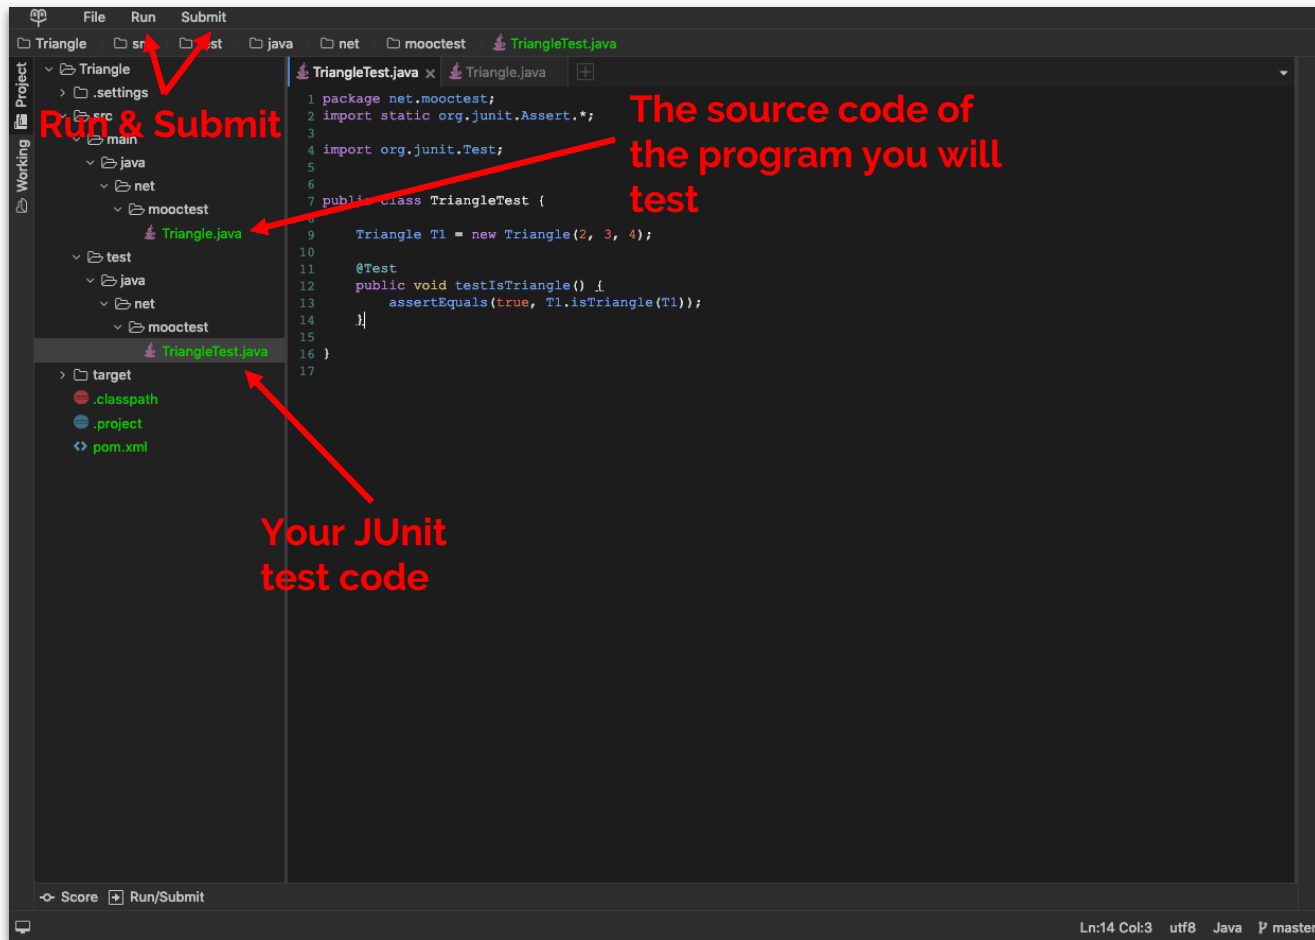 File Run Submit
Triangle src test java net mooctest TriangleTest.java
Project
Working
Triangle
.settings
src
main
java
net
mooctest
Triangle.java
test
java
net
mooctest
TriangleTest.java
target
.classpath
.project
pom.xml
Run & Submit
TriangleTest.java × Triangle.java
1 package net.mooctest;
2 import static org.junit.Assert.*;
3
4 import org.junit.Test;
5
6
7 public class TriangleTest {
8
9 Triangle T1 = new Triangle(2, 3, 4);
10
11 @Test
12 public void testIsTriangle() {
13 assertEquals(true, T1.isTriangle(T1));
14 }
15
16 }
17
The source code of
the program you will
test
Your JUnit
test code
Score Run/Submit
Ln:14 Col:3 utf8 Java master